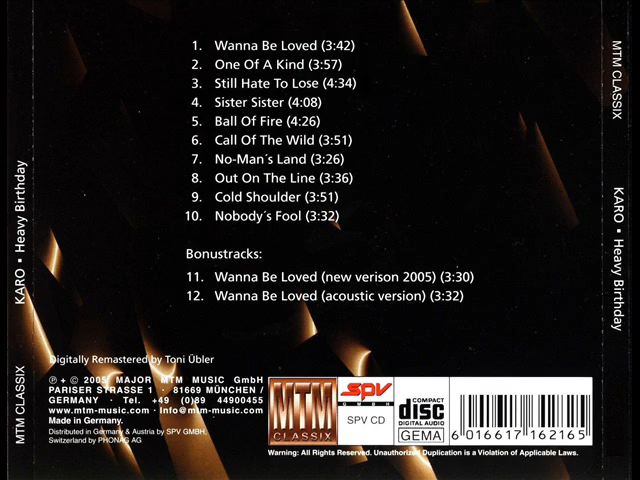 1. Wanna Be Loved (3:42)
2. One Of A Kind (3:57)
3. Still Hate To Lose (4:34)
4. Sister Sister (4:08)
5. Ball Of Fire (4:26)
6. Call Of The Wild (3:51)
7. No-Man´s Land (3:26)
8. Out On The Line (3:36)
9. Cold Shoulder (3:51)
10. Nobody´s Fool (3:32)
Bonustracks:
11. Wanna Be Loved (new verison 2005) (3:30)
12. Wanna Be Loved (acoustic version) (3:32)
Digitally Remastered by Toni Übler
℗ + © 2005 MAJOR MTM MUSIC GmbH
PARISER STRASSE 1 · 81669 MÜNCHEN /
GERMANY · Tel. +49 (0)89 44900455
www.mtm-music.com · Info@mtm-music.com
Made in Germany.
Distributed in Germany & Austria by SPV GMBH.
Switzerland by PHONAG AG
MTM
CLASSIX
SPV
GMBH
SPV CD
COMPACT
disc
DIGITAL AUDIO
GEMA
6 016617 162165
Warning: All Rights Reserved. Unauthorized Duplication is a Violation of Applicable Laws.
MTM CLASSIX
KARO ▪ Heavy Birthday
MTM CLASSIX
KARO ▪ Heavy Birthday